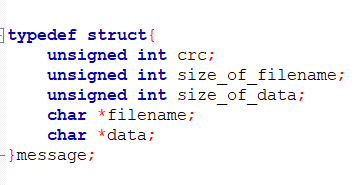 typedef struct{
unsigned int crc;
unsigned int size_of_filename;
unsigned int size_of_data;
char *filename;
char *data;
}message;